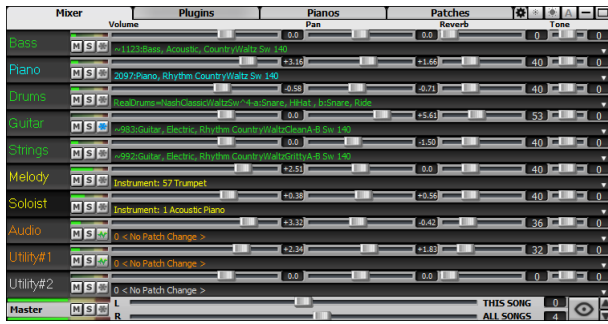 Mixer Plugins Pianos Patches A
Volume Pan Reverb Tone
Bass M S 0.0 0.0 0 0
~1123:Bass, Acoustic, CountryWaltz Sw 140
Piano M S +3.16 +1.66 40 0
2097:Piano, Rhythm CountryWaltz Sw 140
Drums M S -0.58 -0.71 40 0
RealDrums=NashClassicWaltzSw^4-a:Snare, HiHat , b:Snare, Ride
Guitar M S 0.0 +5.61 53 0
~983:Guitar, Electric, Rhythm CountryWaltzCleanA-B Sw 140
Strings M S 0.0 -1.50 40 0
~992:Guitar, Electric, Rhythm CountryWaltzGrittyA-B Sw 140
Melody M S +2.51 0.0 40 0
Instrument: 57 Trumpet
Soloist M S +0.38 +0.56 40 0
Instrument: 1 Acoustic Piano
Audio M S +3.32 -0.42 36 0
0 < No Patch Change >
Utility#1 M S +2.34 +1.83 32 0
0 < No Patch Change >
Utility#2 M S 0.0 0.0 0 0
0 < No Patch Change >
Master M S L THIS SONG 0
R ALL SONGS 4